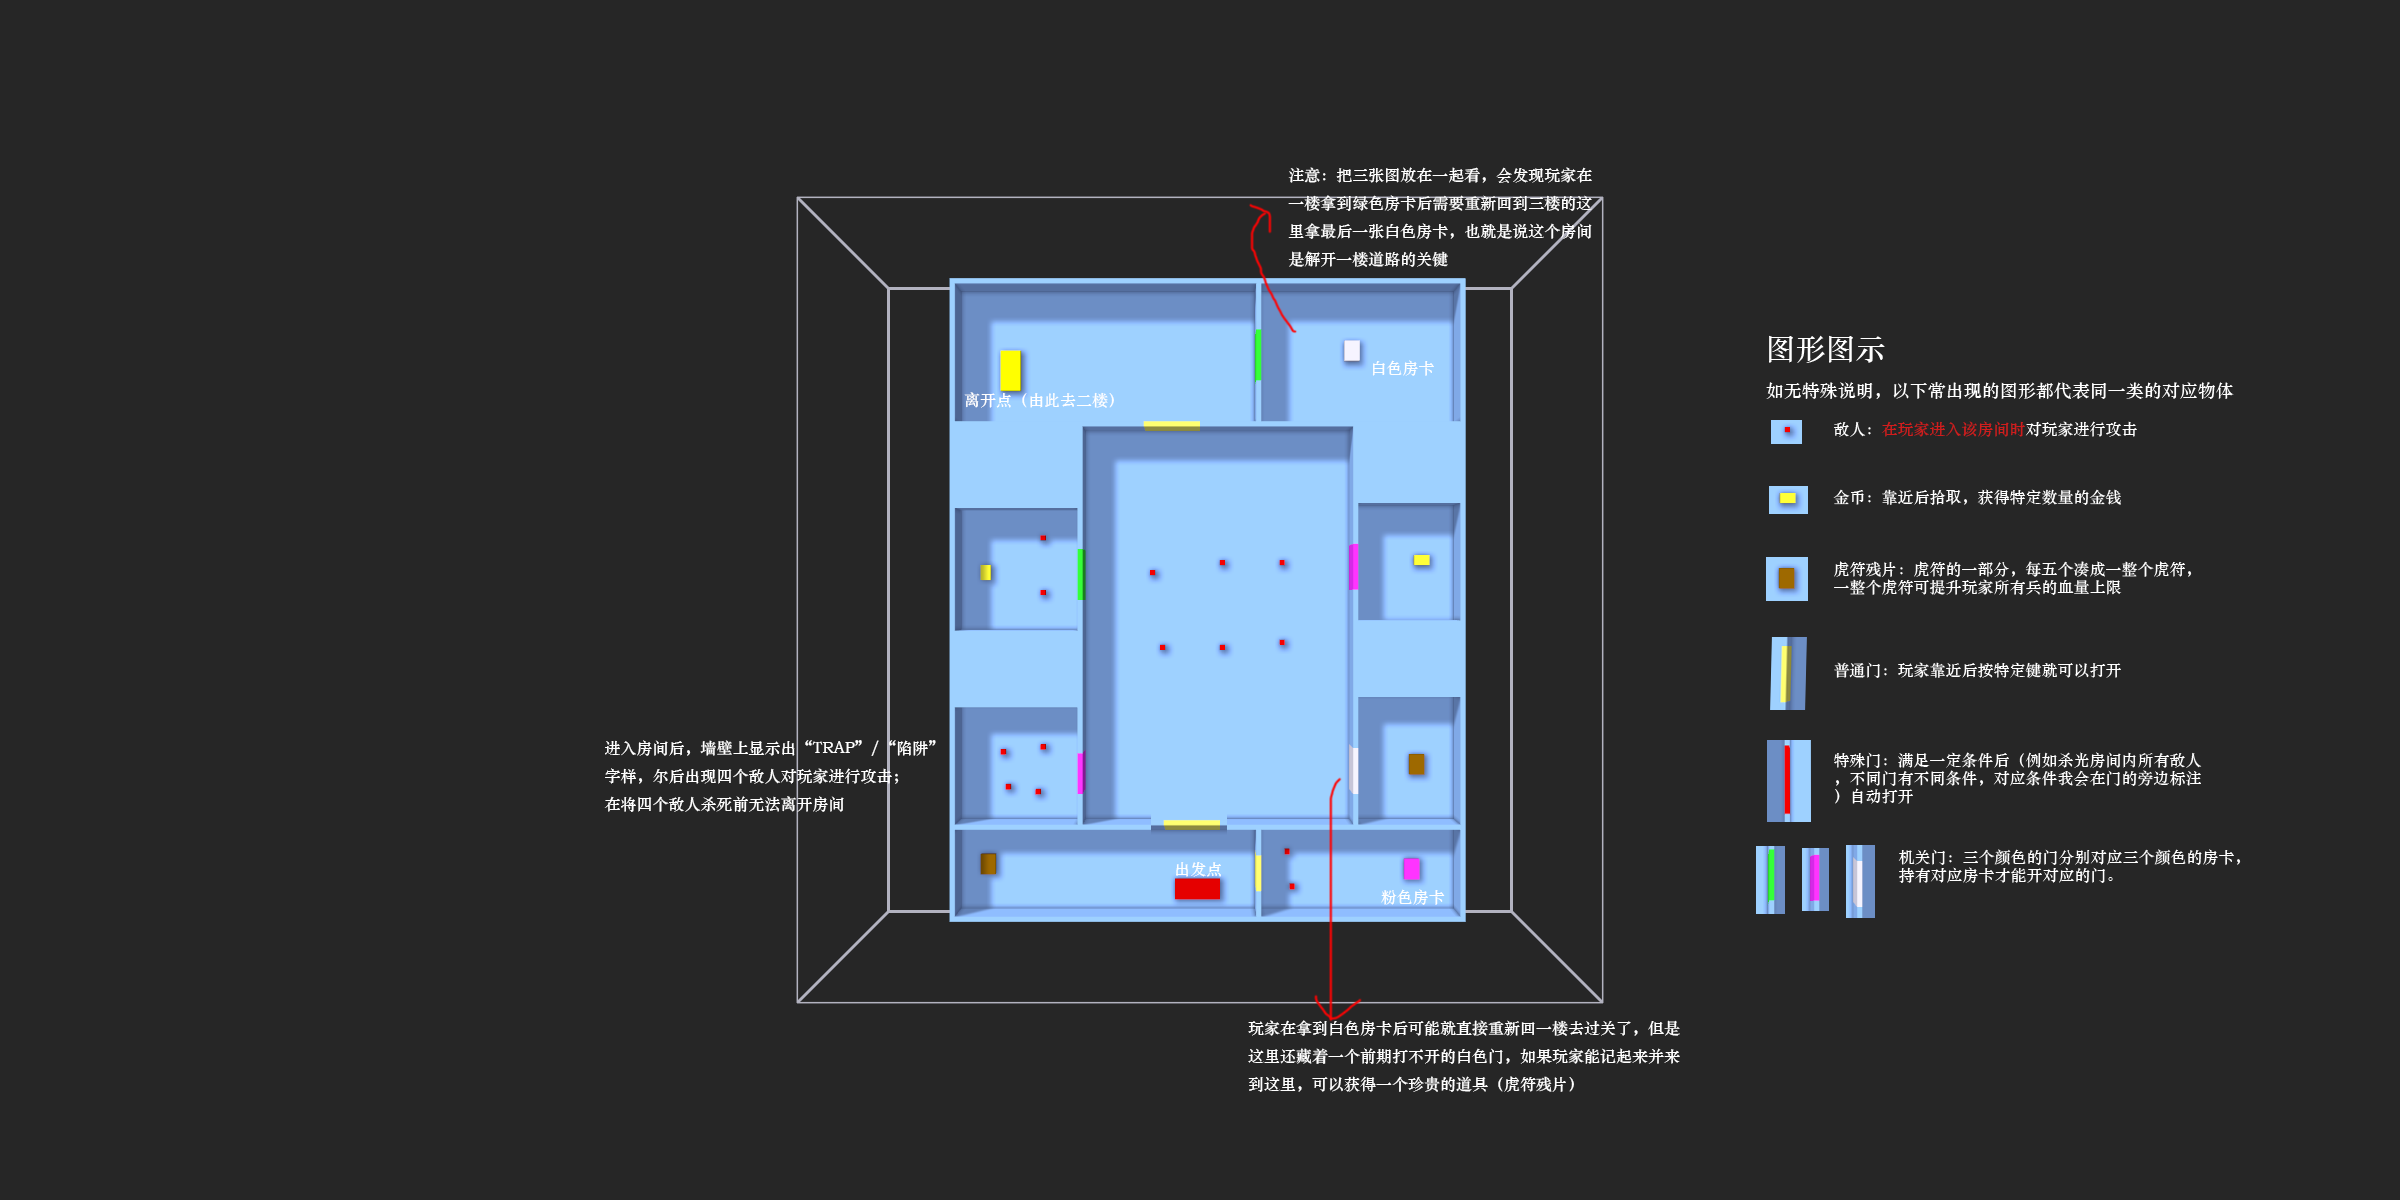 注意：把三张图放在一起看，会发现玩家在
一楼拿到绿色房卡后需要重新回到三楼的这
里拿最后一张白色房卡，也就是说这个房间
是解开一楼道路的关键
白色房卡
离开点（由此去二楼）
进入房间后，墙壁上显示出“TRAP”/“陷阱”
字样，尔后出现四个敌人对玩家进行攻击；
在将四个敌人杀死前无法离开房间
出发点
粉色房卡
玩家在拿到白色房卡后可能就直接重新回一楼去过关了，但是
这里还藏着一个前期打不开的白色门，如果玩家能记起来并来
到这里，可以获得一个珍贵的道具（虎符残片）
图形图示
如无特殊说明，以下常出现的图形都代表同一类的对应物体
敌人：在玩家进入该房间时对玩家进行攻击
金币：靠近后拾取，获得特定数量的金钱
虎符残片：虎符的一部分，每五个凑成一整个虎符，
一整个虎符可提升玩家所有兵的血量上限
普通门：玩家靠近后按特定键就可以打开
特殊门：满足一定条件后（例如杀光房间内所有敌人
，不同门有不同条件，对应条件我会在门的旁边标注
）自动打开
机关门：三个颜色的门分别对应三个颜色的房卡，
持有对应房卡才能开对应的门。